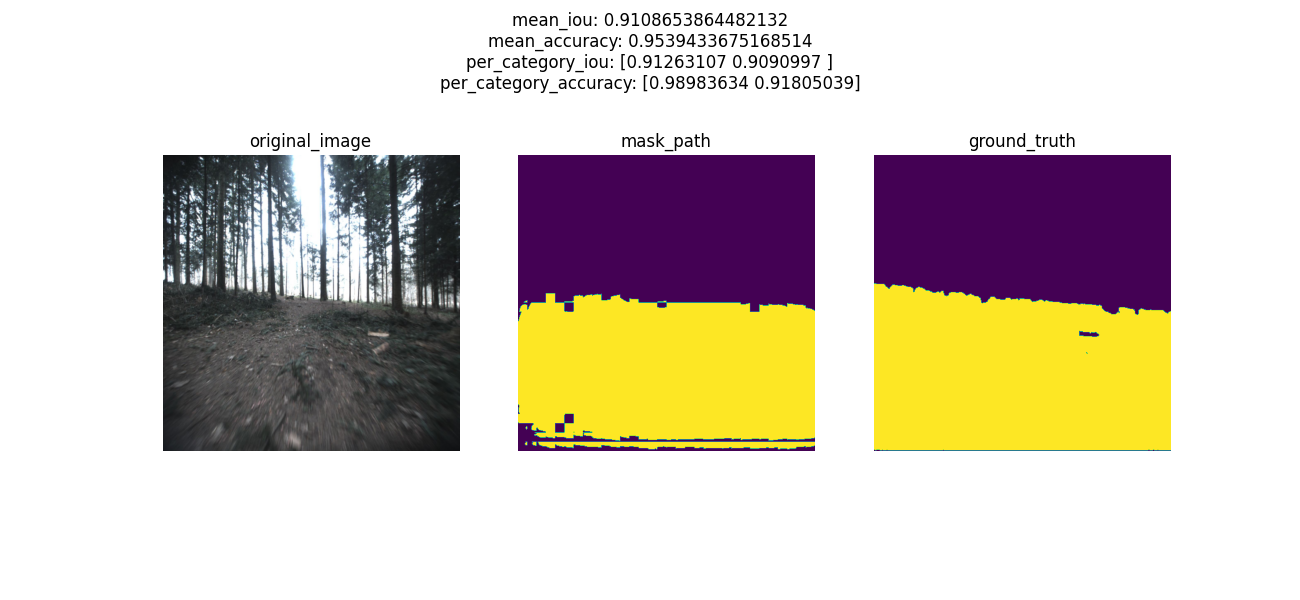 mean_iou: 0.9108653864482132
mean_accuracy: 0.9539433675168514
per_category_iou: [0.91263107 0.9090997 ]
per_category_accuracy: [0.98983634 0.91805039]
original_image
mask_path
ground_truth